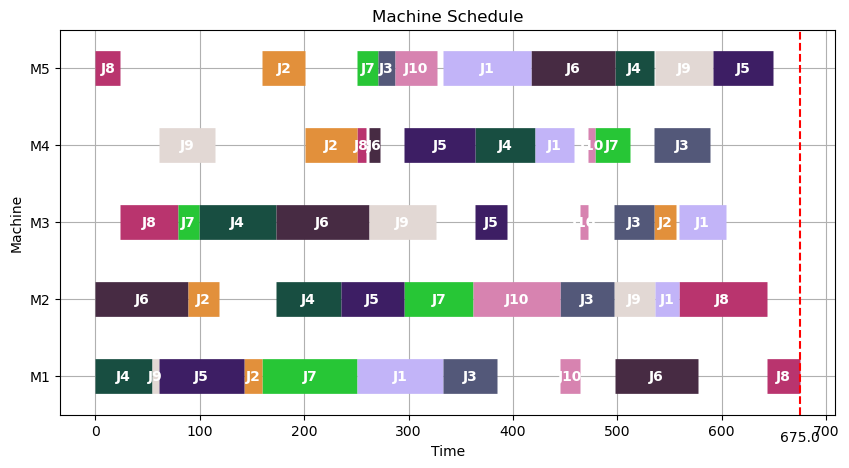 Machine Schedule
M5 J8 J2 J7 J3 J10 J1 J6 J4 J9 J5
M4 J9 J2 J8 J6 J5 J4 J1 J10 J7 J3
M3 J8 J7 J4 J6 J9 J5 J10 J3 J2 J1
M2 J6 J2 J4 J5 J7 J10 J3 J9 J1 J8
M1 J4 J9 J5 J2 J7 J1 J3 J10 J6 J8
Machine
0 100 200 300 400 500 600 700
675.0
Time